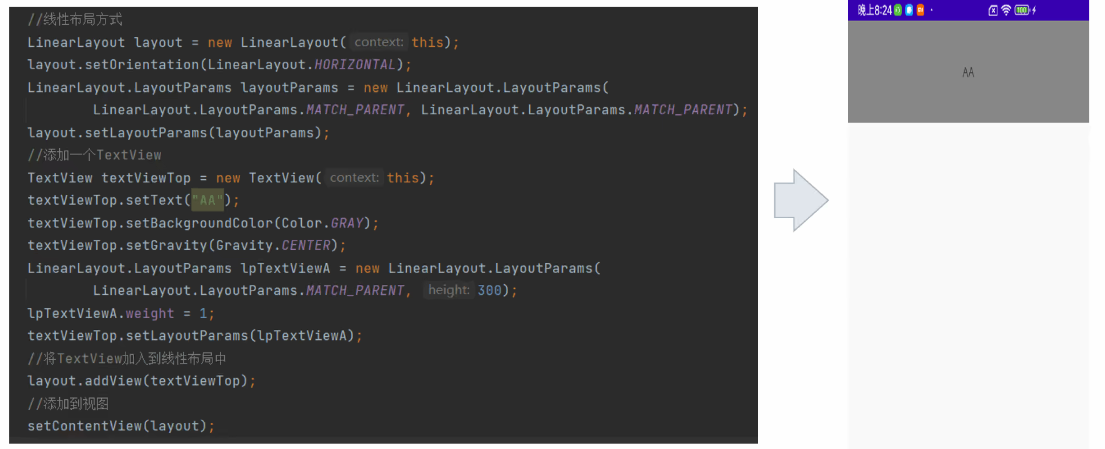 //线性布局方式
LinearLayout layout = new LinearLayout( context: this);
layout.setOrientation(LinearLayout.HORIZONTAL);
LinearLayout.LayoutParams layoutParams = new LinearLayout.LayoutParams(
LinearLayout.LayoutParams.MATCH_PARENT, LinearLayout.LayoutParams.MATCH_PARENT);
layout.setLayoutParams(layoutParams);
//添加一个TextView
TextView textViewTop = new TextView( context: this);
textViewTop.setText("AA");
textViewTop.setBackgroundColor(Color.GRAY);
textViewTop.setGravity(Gravity.CENTER);
LinearLayout.LayoutParams lpTextViewA = new LinearLayout.LayoutParams(
LinearLayout.LayoutParams.MATCH_PARENT, height: 300);
lpTextViewA.weight = 1;
textViewTop.setLayoutParams(lpTextViewA);
//将TextView加入到线性布局中
layout.addView(textViewTop);
//添加到视图
setContentView(layout);
晚上8:24
AA